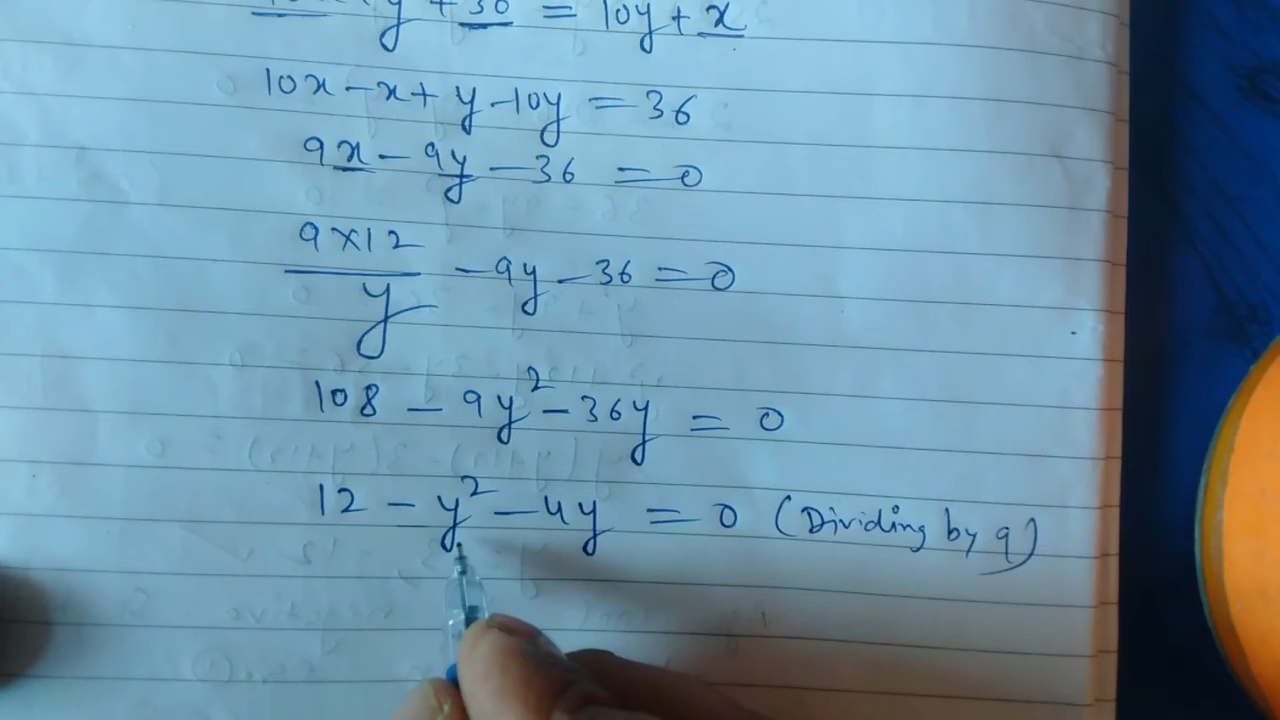 y + 36 = 10y + x
10x - x + y - 10y = 36
9x - 9y - 36 = 0
9×12/y - 9y - 36 = 0
108 - 9y² - 36y = 0
12 - y² - 4y = 0 (Dividing by 9)